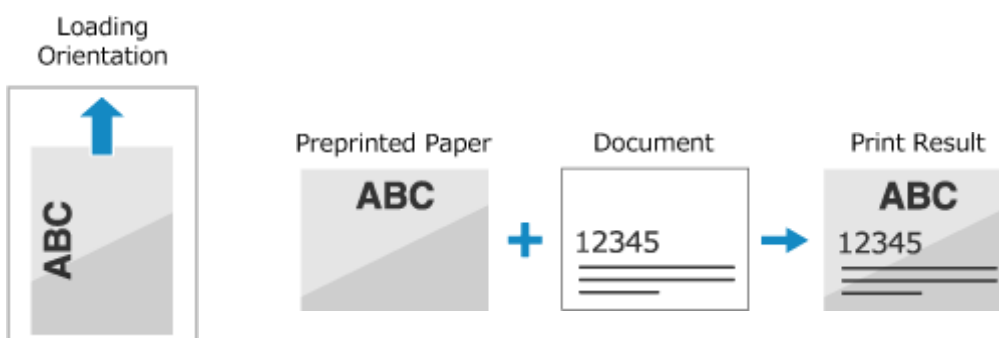 Loading
Orientation
ABC
Preprinted Paper
ABC
Document
12345
Print Result
ABC
12345